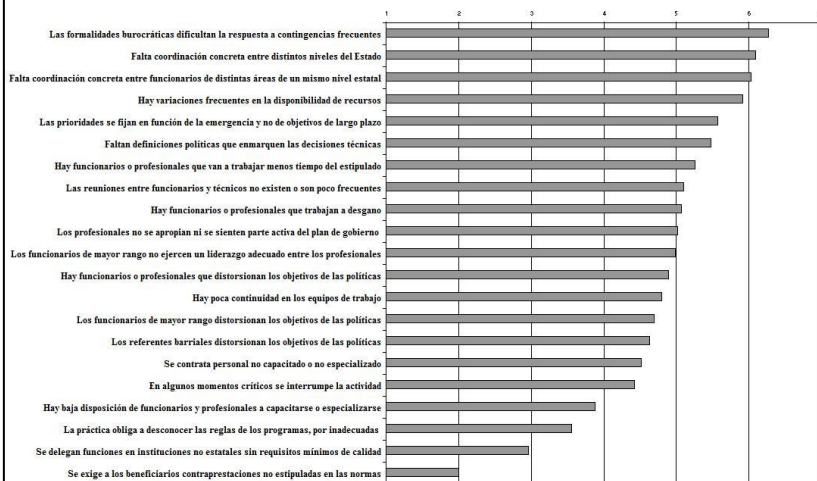 1 2 3 4 5 6
Las formalidades burocráticas dificultan la respuesta a contingencias frecuentes
Falta coordinación concreta entre distintos niveles del Estado
Falta coordinación concreta entre funcionarios de distintas áreas de un mismo nivel estatal
Hay variaciones frecuentes en la disponibilidad de recursos
Las prioridades se fijan en función de la emergencia y no de objetivos de largo plazo
Faltan definiciones políticas que enmarquen las decisiones técnicas
Hay funcionarios o profesionales que van a trabajar menos tiempo del estipulado
Las reuniones entre funcionarios y técnicos no existen o son poco frecuentes
Hay funcionarios o profesionales que trabajan a desgano
Los profesionales no se apropian ni se sienten parte activa del plan de gobierno
Los funcionarios de mayor rango no ejercen un liderazgo adecuado entre los profesionales
Hay funcionarios o profesionales que distorsionan los objetivos de las políticas
Hay poca continuidad en los equipos de trabajo
Los funcionarios de mayor rango distorsionan los objetivos de las políticas
Los referentes barriales distorsionan los objetivos de las políticas
Se contrata personal no capacitado o no especializado
En algunos momentos críticos se interrumpe la actividad
Hay baja disposición de funcionarios y profesionales a capacitarse o especializarse
La práctica obliga a desconocer las reglas de los programas, por inadecuadas
Se delegan funciones en instituciones no estatales sin requisitos mínimos de calidad
Se exige a los beneficiarios contraprestaciones no estipuladas en las normas